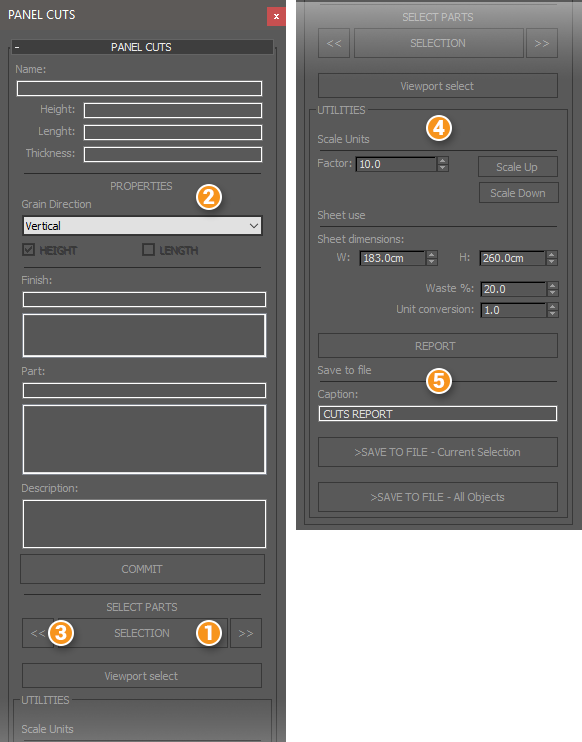 PANEL CUTS
x
- PANEL CUTS
Name:
Height:
Lenght:
Thickness:
PROPERTIES
2
Grain Direction
Vertical
HEIGHT LENGTH
Finish:
Part:
Description:
COMMIT
SELECT PARTS
<< 3 SELECTION 1 >>
Viewport select
UTILITIES
Scale Units
SELECT PARTS
<< SELECTION >>
Viewport select
UTILITIES
4
Scale Units
Factor: 10.0 Scale Up
Scale Down
Sheet use
Sheet dimensions:
W: 183.0cm H: 260.0cm
Waste %: 20.0
Unit conversion: 1.0
REPORT
Save to file
5
Caption:
CUTS REPORT
>SAVE TO FILE - Current Selection
>SAVE TO FILE - All Objects